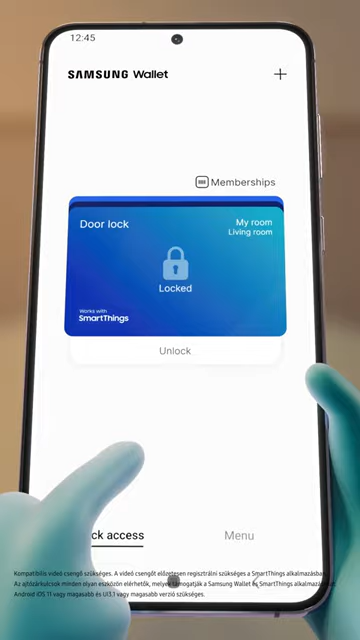 12:45
SAMSUNG Wallet
Memberships
Door lock
My room
Living room
Locked
Works with
SmartThings
Unlock
ck access
Menu
Kompatibilis videó csengő szükséges. A videó csengőt előzetesen regisztrálni szükséges a SmartThings alkalmazásban.
Az ajtózárkulcsok minden olyan eszközön elérhetők, melyek támogatják a Samsung Wallet és SmartThings alkalmazást.
Android iOS 11 vagy magasabb és UI3.1 vagy magasabb verzió szükséges.